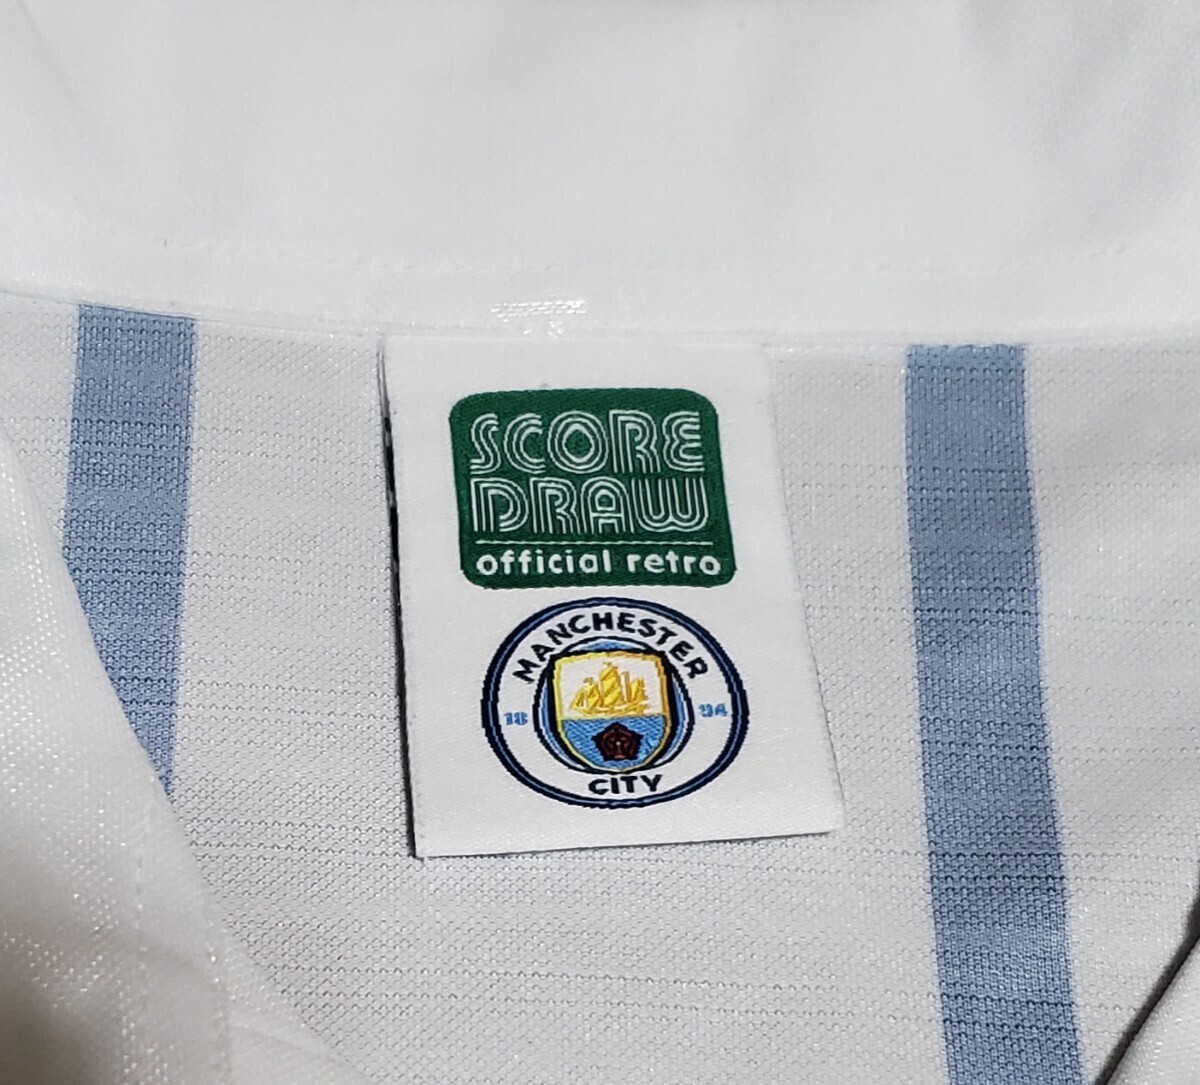 SCORE
DRAW
official retro
MANCHESTER
18 94
CITY